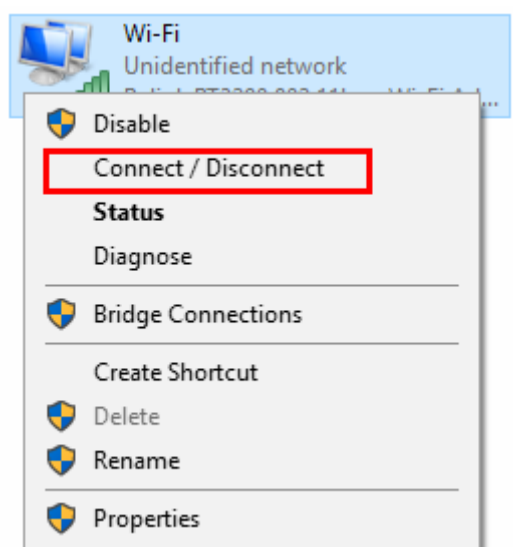 Wi-Fi
Unidentified network
Disable
Connect / Disconnect
Status
Diagnose
Bridge Connections
Create Shortcut
Delete
Rename
Properties